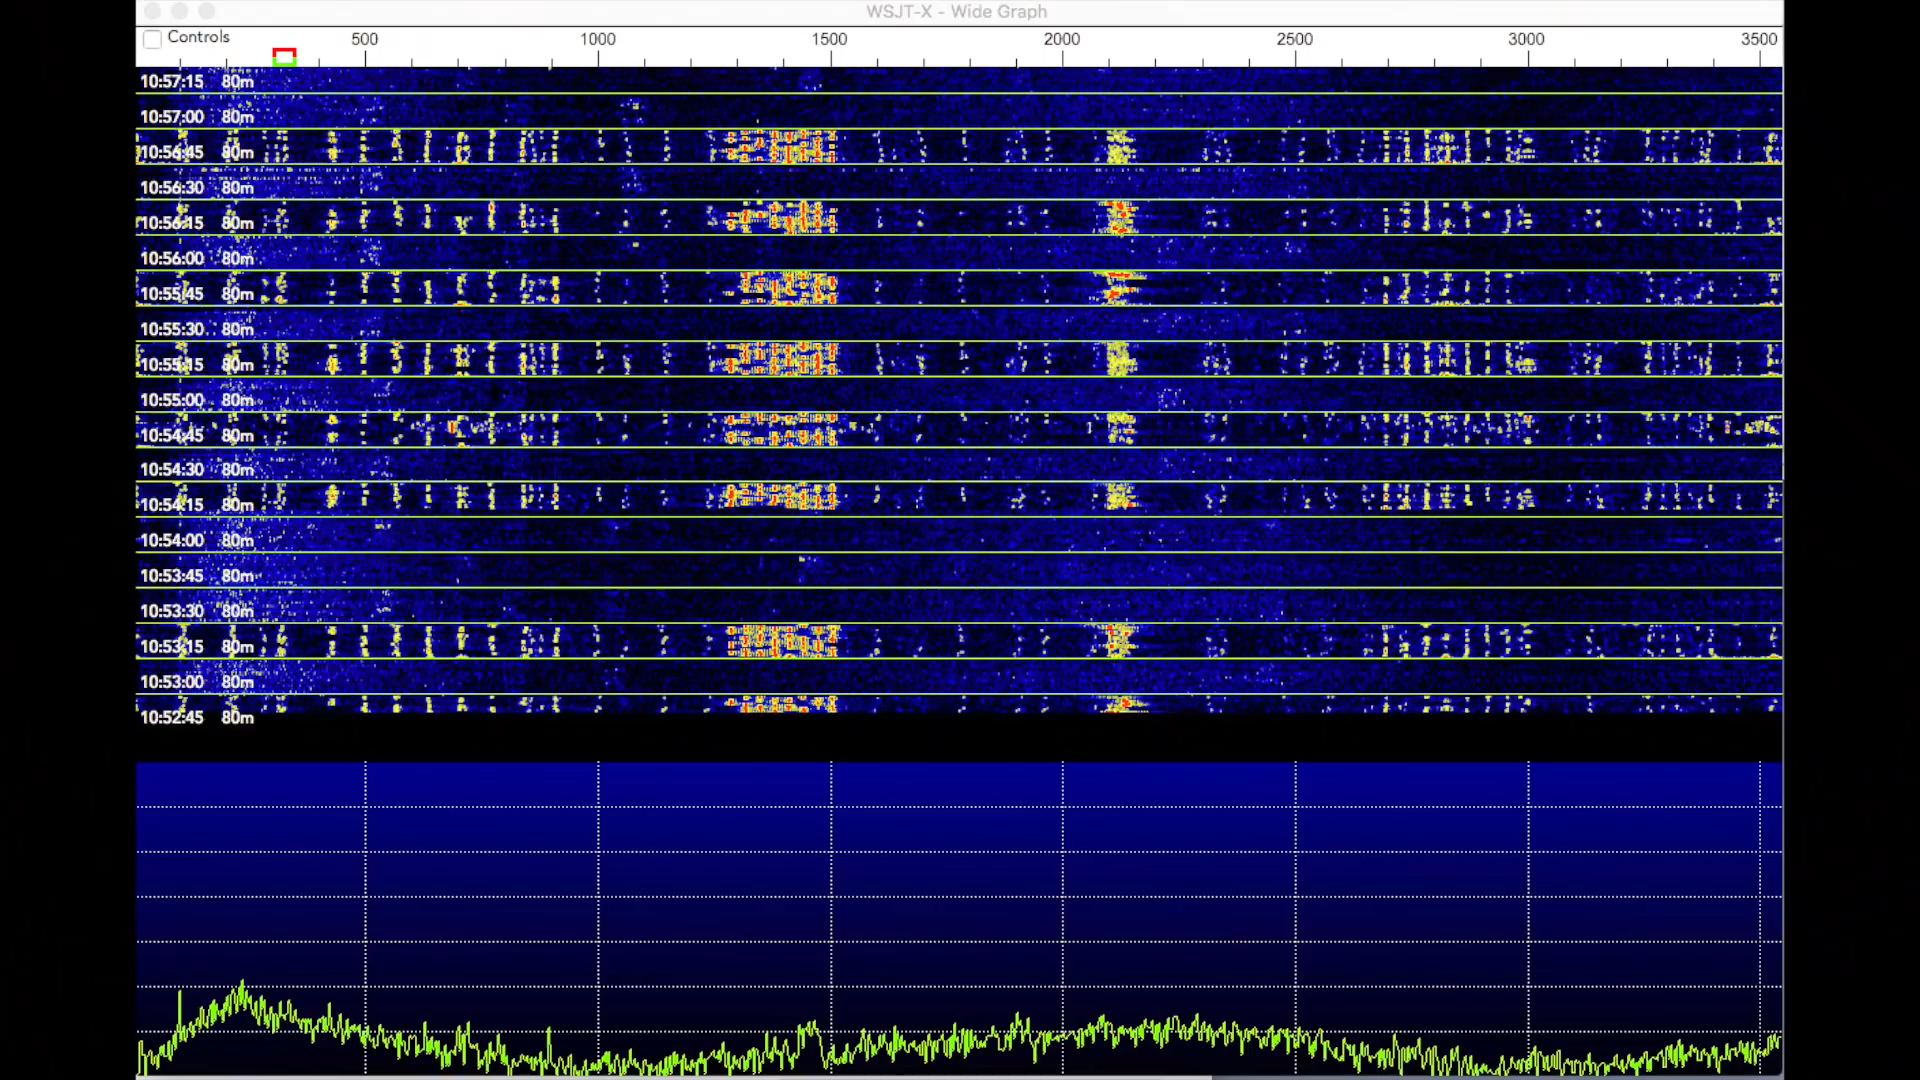 WSJT-X - Wide Graph
Controls 500 1000 1500 2000 2500 3000 3500
10:57:15 80m
10:57:00 80m
10:56:45 80m
10:56:30 80m
10:56:15 80m
10:56:00 80m
10:55:45 80m
10:55:30 80m
10:55:15 80m
10:55:00 80m
10:54:45 80m
10:54:30 80m
10:54:15 80m
10:54:00 80m
10:53:45 80m
10:53:30 80m
10:53:15 80m
10:53:00 80m
10:52:45 80m